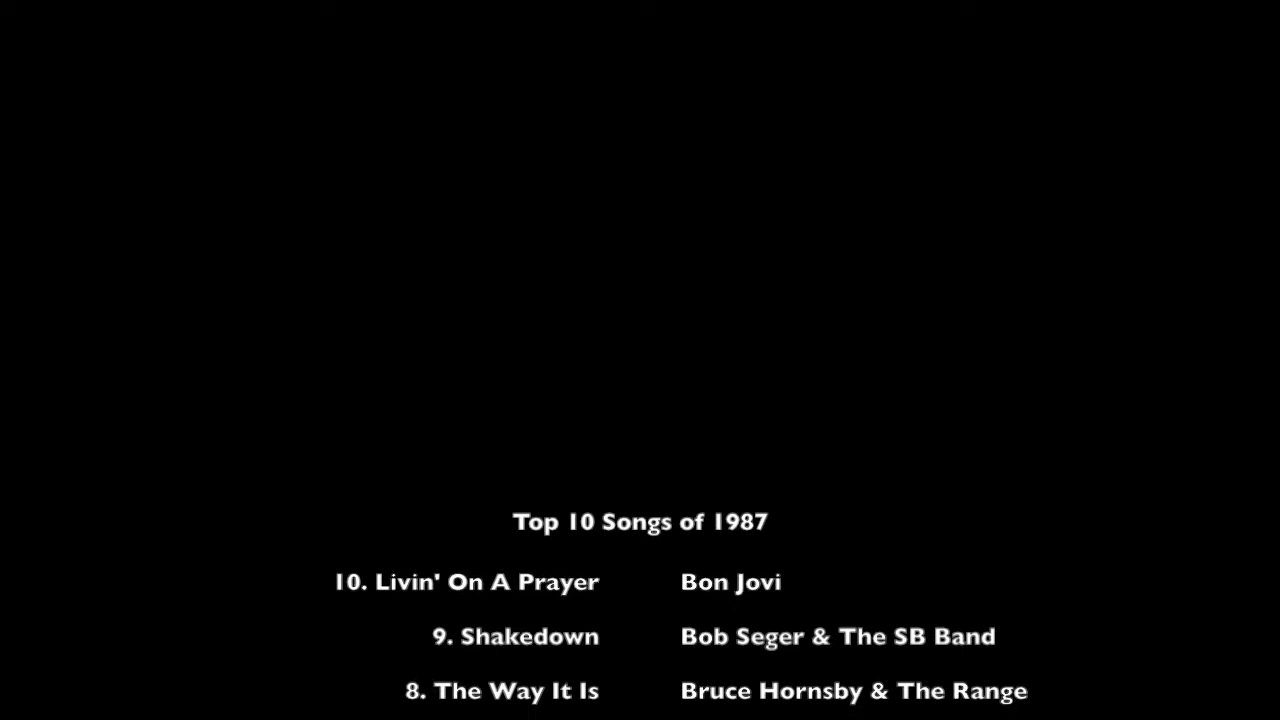 Top 10 Songs of 1987
10. Livin' On A Prayer Bon Jovi
9. Shakedown Bob Seger & The SB Band
8. The Way It Is Bruce Hornsby & The Range